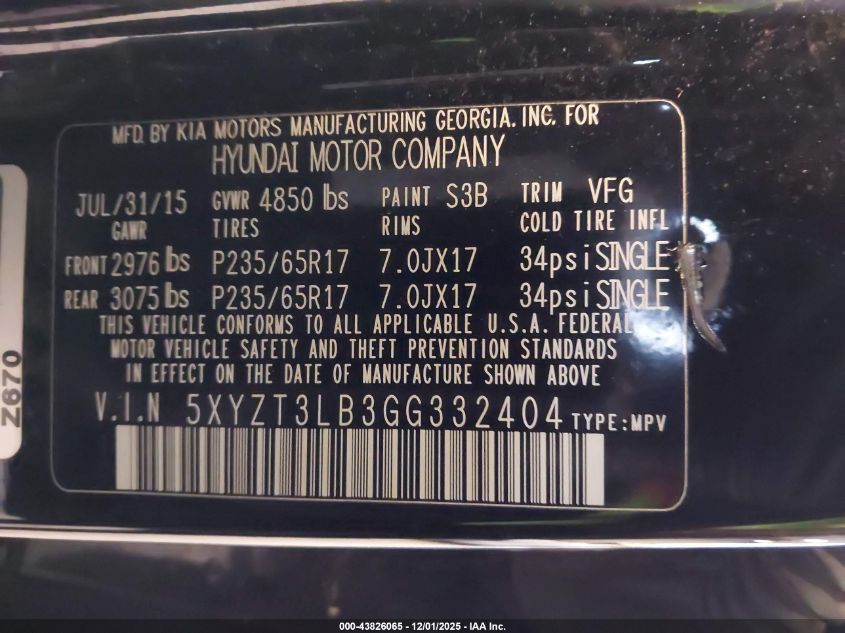 MFD. BY KIA MOTORS MANUFACTURING GEORGIA. INC. FOR
HYUNDAI MOTOR COMPANY
JUL/31/15 GVWR 4850 lbs PAINT S3B TRIM VFG
GAWR TIRES RIMS COLD TIRE INFL
FRONT 2976 lbs P235/65R17 7.0JX17 34psi SINGLE
REAR 3075 lbs P235/65R17 7.0JX17 34psi SINGLE
THIS VEHICLE CONFORMS TO ALL APPLICABLE U.S.A. FEDERAL
MOTOR VEHICLE SAFETY AND THEFT PREVENTION STANDARDS
IN EFFECT ON THE DATE OF MANUFACTURE SHOWN ABOVE
V.I.N 5XYZT3LB3GG332404 TYPE:MPV
Z670
000-43826065 - 12/01/2025 - IAA Inc.